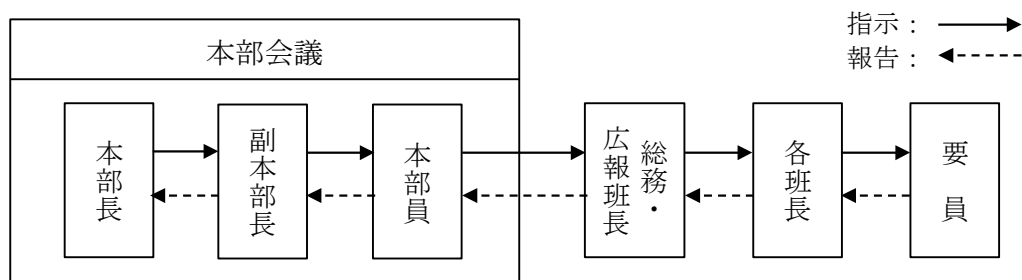 指示：
報告：
本部会議
本部長
副本部長
本部員
総務・
広報班長
各班長
要員